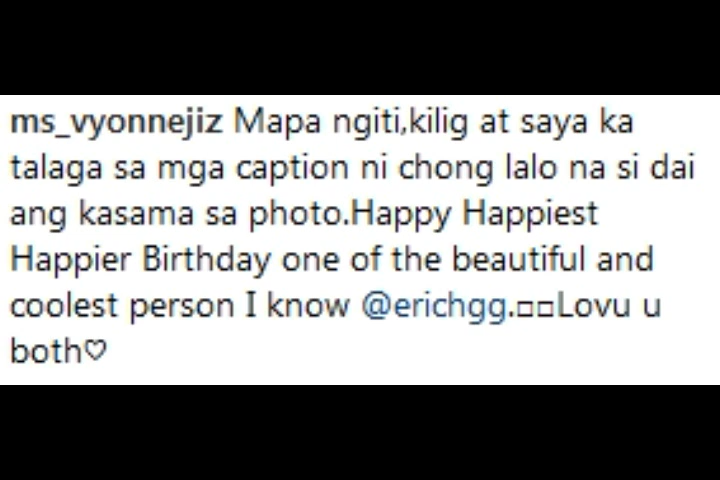 ms_vyonnejiz Mapa ngiti,kilig at saya ka
talaga sa mga caption ni chong lalo na si dai
ang kasama sa photo.Happy Happiest
Happier Birthday one of the beautiful and
coolest person I know @erichgg.□□Lovu u
both♡